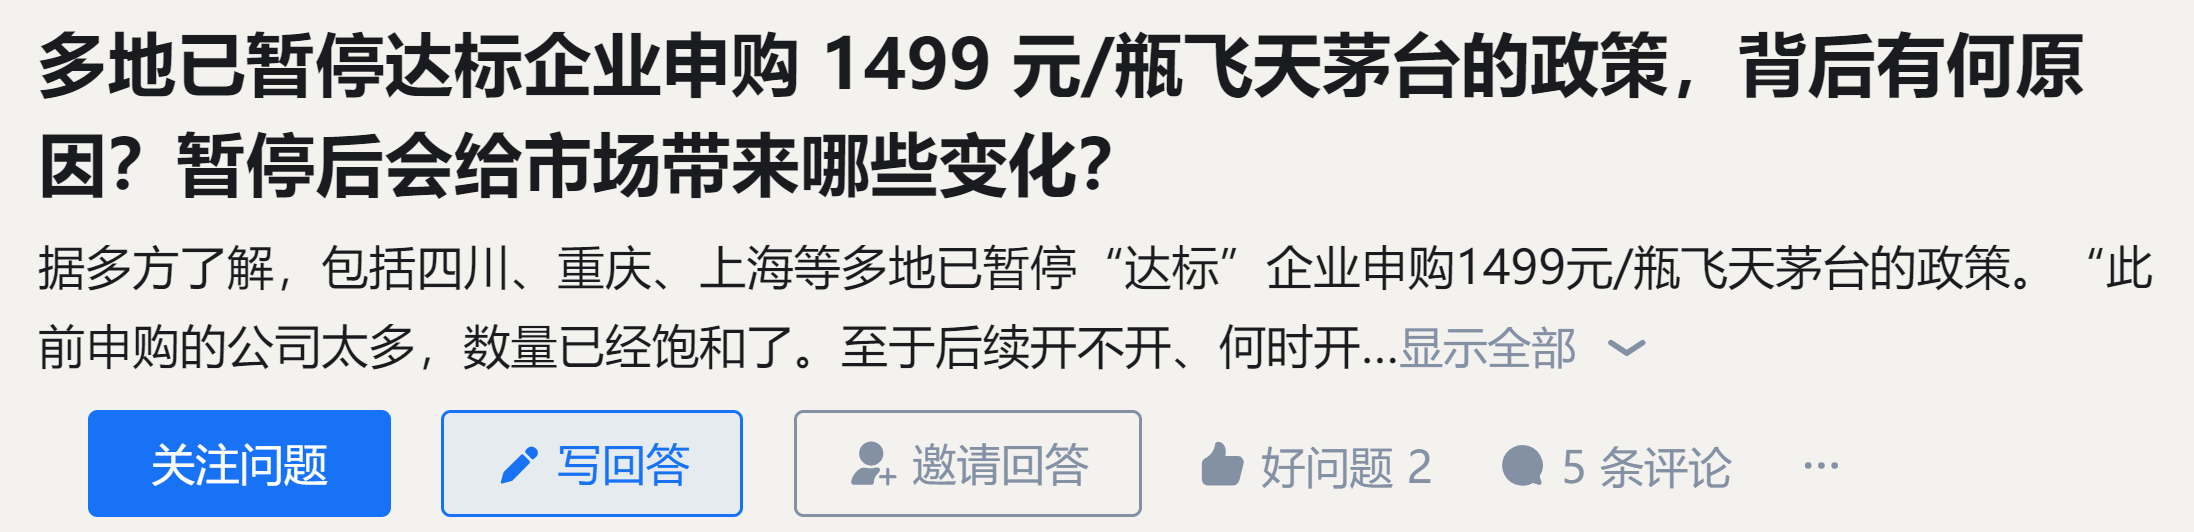 多地已暂停达标企业申购 1499 元/瓶飞天茅台的政策，背后有何原
因？暂停后会给市场带来哪些变化？
据多方了解，包括四川、重庆、上海等多地已暂停“达标”企业申购1499元/瓶飞天茅台的政策。 “此
前申购的公司太多，数量已经饱和了。至于后续开不开、何时开...显示全部
关注问题 写回答 邀请回答 好问题 2 5 条评论 ...